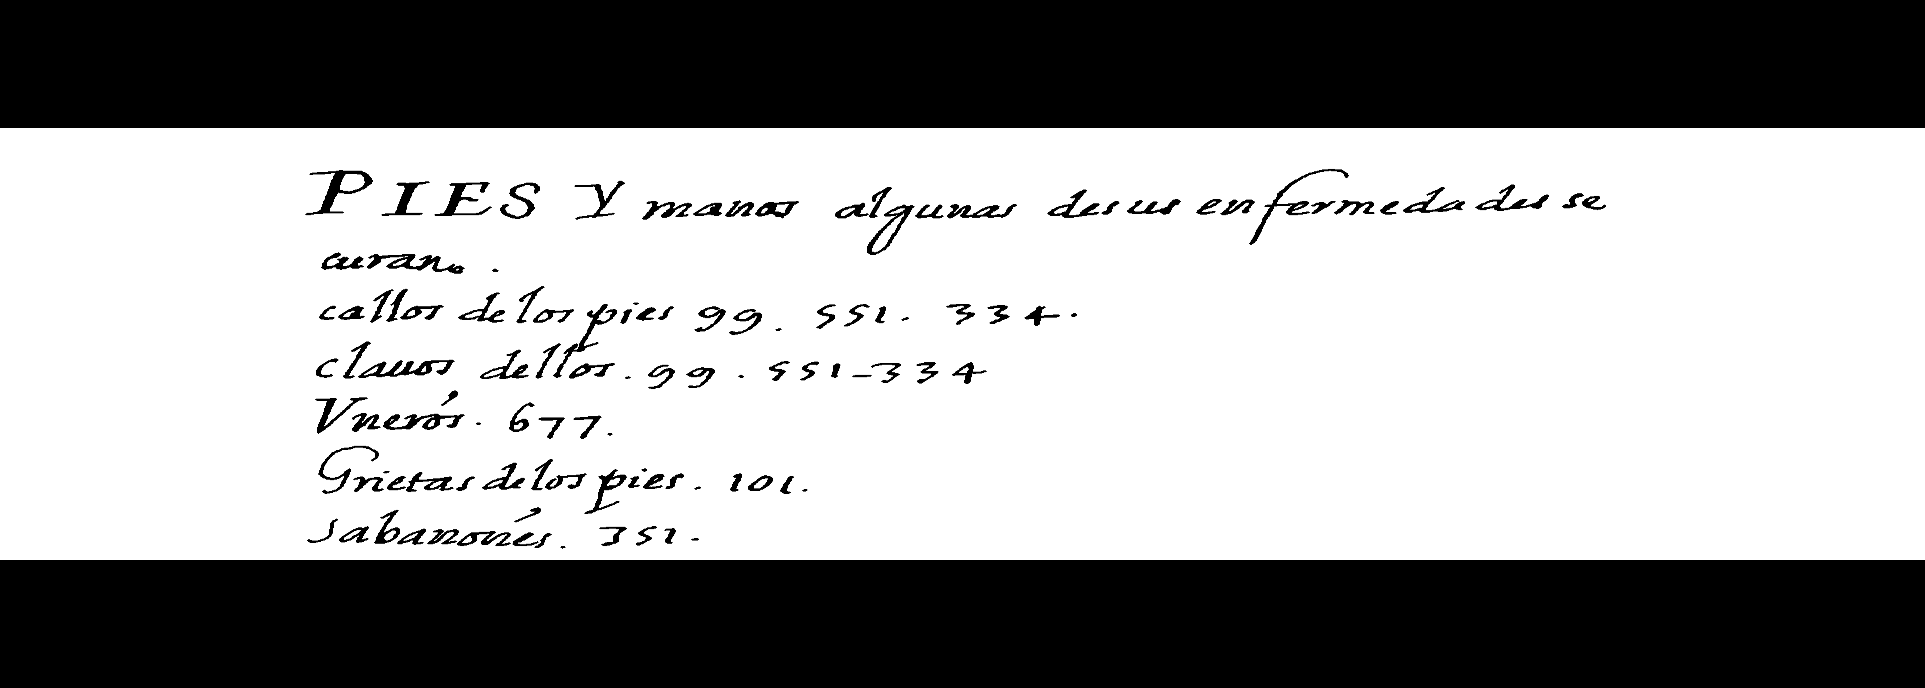 PIES Y manos algunas desus enfermedades se
curan.
callos delos pies 99. 551. 334.
clauos dellos. 99. 551-334
Vnerós. 677.
Grietas delos pies. 101.
sabanonés. 351.